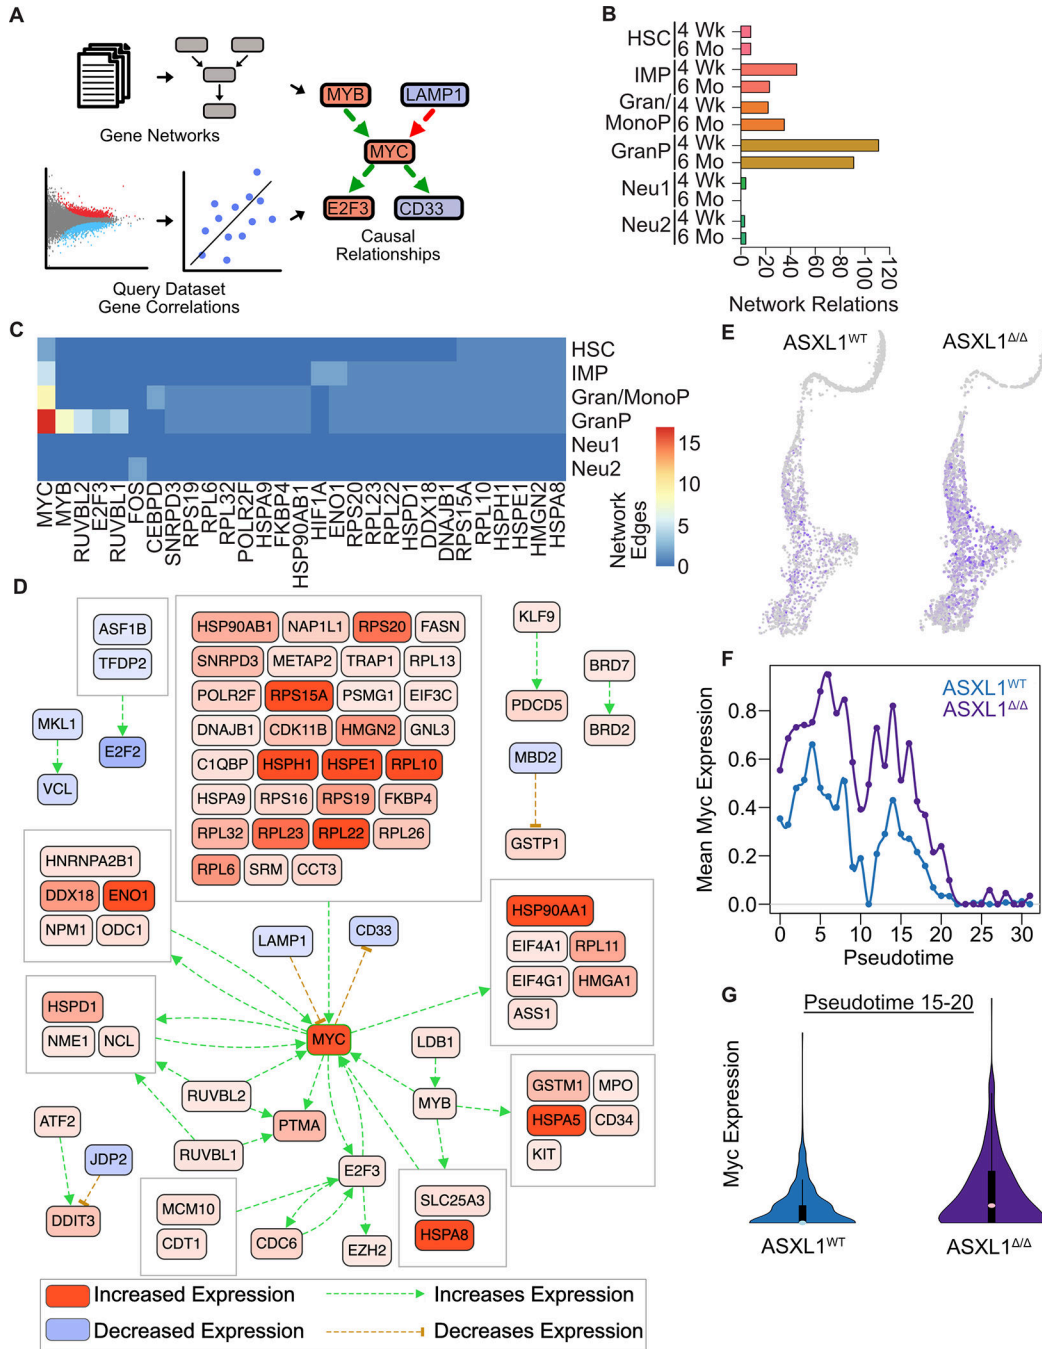 A
Gene Networks
MYB
LAMP1
MYC
E2F3
CD33
Causal
Relationships
Query Dataset
Gene Correlations
B
HSC
4 Wk
6 Mo
IMP
4 Wk
6 Mo
Gran/
MonoP
4 Wk
6 Mo
GranP
4 Wk
6 Mo
Neu1
4 Wk
6 Mo
Neu2
4 Wk
6 Mo
0
20
40
60
80
100
120
Network Relations
C
HSC
IMP
Gran/MonoP
GranP
Neu1
Neu2
MYC
MYB
RUVBL2
E2F3
RUVBL1
FOS
CEBPD
SNRPD3
RPS19
RPL6
RPL32
POLR2F
HSPA9
FKBP4
HSP90AB1
HIF1A
ENO1
RPS20
RPL23
RPL22
HSPD1
DDX18
DNAJB1
RPS15A
RPL10
HSPH1
HSPE1
HMGN2
HSPA8
Network
Edges
15
10
5
0
D
ASF1B
TFDP2
MKL1
E2F2
VCL
HSP90AB1 NAP1L1 RPS20 FASN
SNRPD3 METAP2 TRAP1 RPL13
POLR2F RPS15A PSMG1 EIF3C
DNAJB1 CDK11B HMGN2 GNL3
C1QBP HSPH1 HSPE1 RPL10
HSPA9 RPS16 RPS19 FKBP4
RPL32 RPL23 RPL22 RPL26
RPL6 SRM CCT3
KLF9
PDCD5
BRD7
BRD2
MBD2
GSTP1
HNRNPA2B1
DDX18 ENO1
NPM1 ODC1
LAMP1
CD33
HSP90AA1
EIF4A1 RPL11
EIF4G1 HMGA1
ASS1
HSPD1
NME1 NCL
MYC
LDB1
MYB
RUVBL2
PTMA
RUVBL1
GSTM1 MPO
HSPA5 CD34
KIT
ATF2
JDP2
DDIT3
E2F3
MCM10
CDT1
CDC6
EZH2
SLC25A3
HSPA8
Increased Expression
Increases Expression
Decreased Expression
Decreases Expression
E
ASXL1WT
ASXL1Δ/Δ
F
ASXL1WT
ASXL1Δ/Δ
Mean Myc Expression
0.8
0.6
0.4
0.2
0.0
0
5
10
15
20
25
30
Pseudotime
G
Pseudotime 15-20
Myc Expression
ASXL1WT
ASXL1Δ/Δ